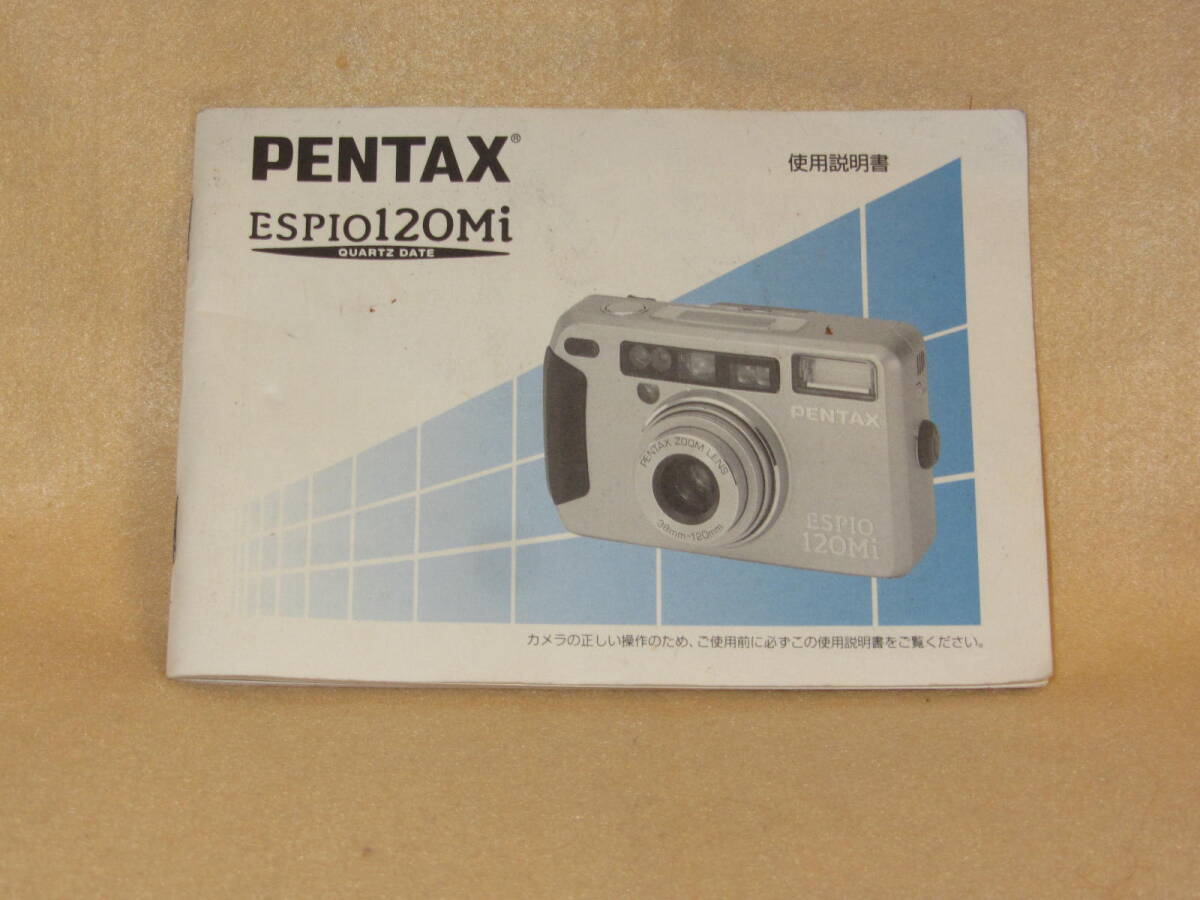 PENTAX®
使用説明書
ESPIO120Mi
QUARTZ DATE
PENTAX
PENTAX ZOOM LENS
38mm-120mm
ESPIO
120Mi
カメラの正しい操作のため、ご使用前に必ずこの使用説明書をご覧ください。